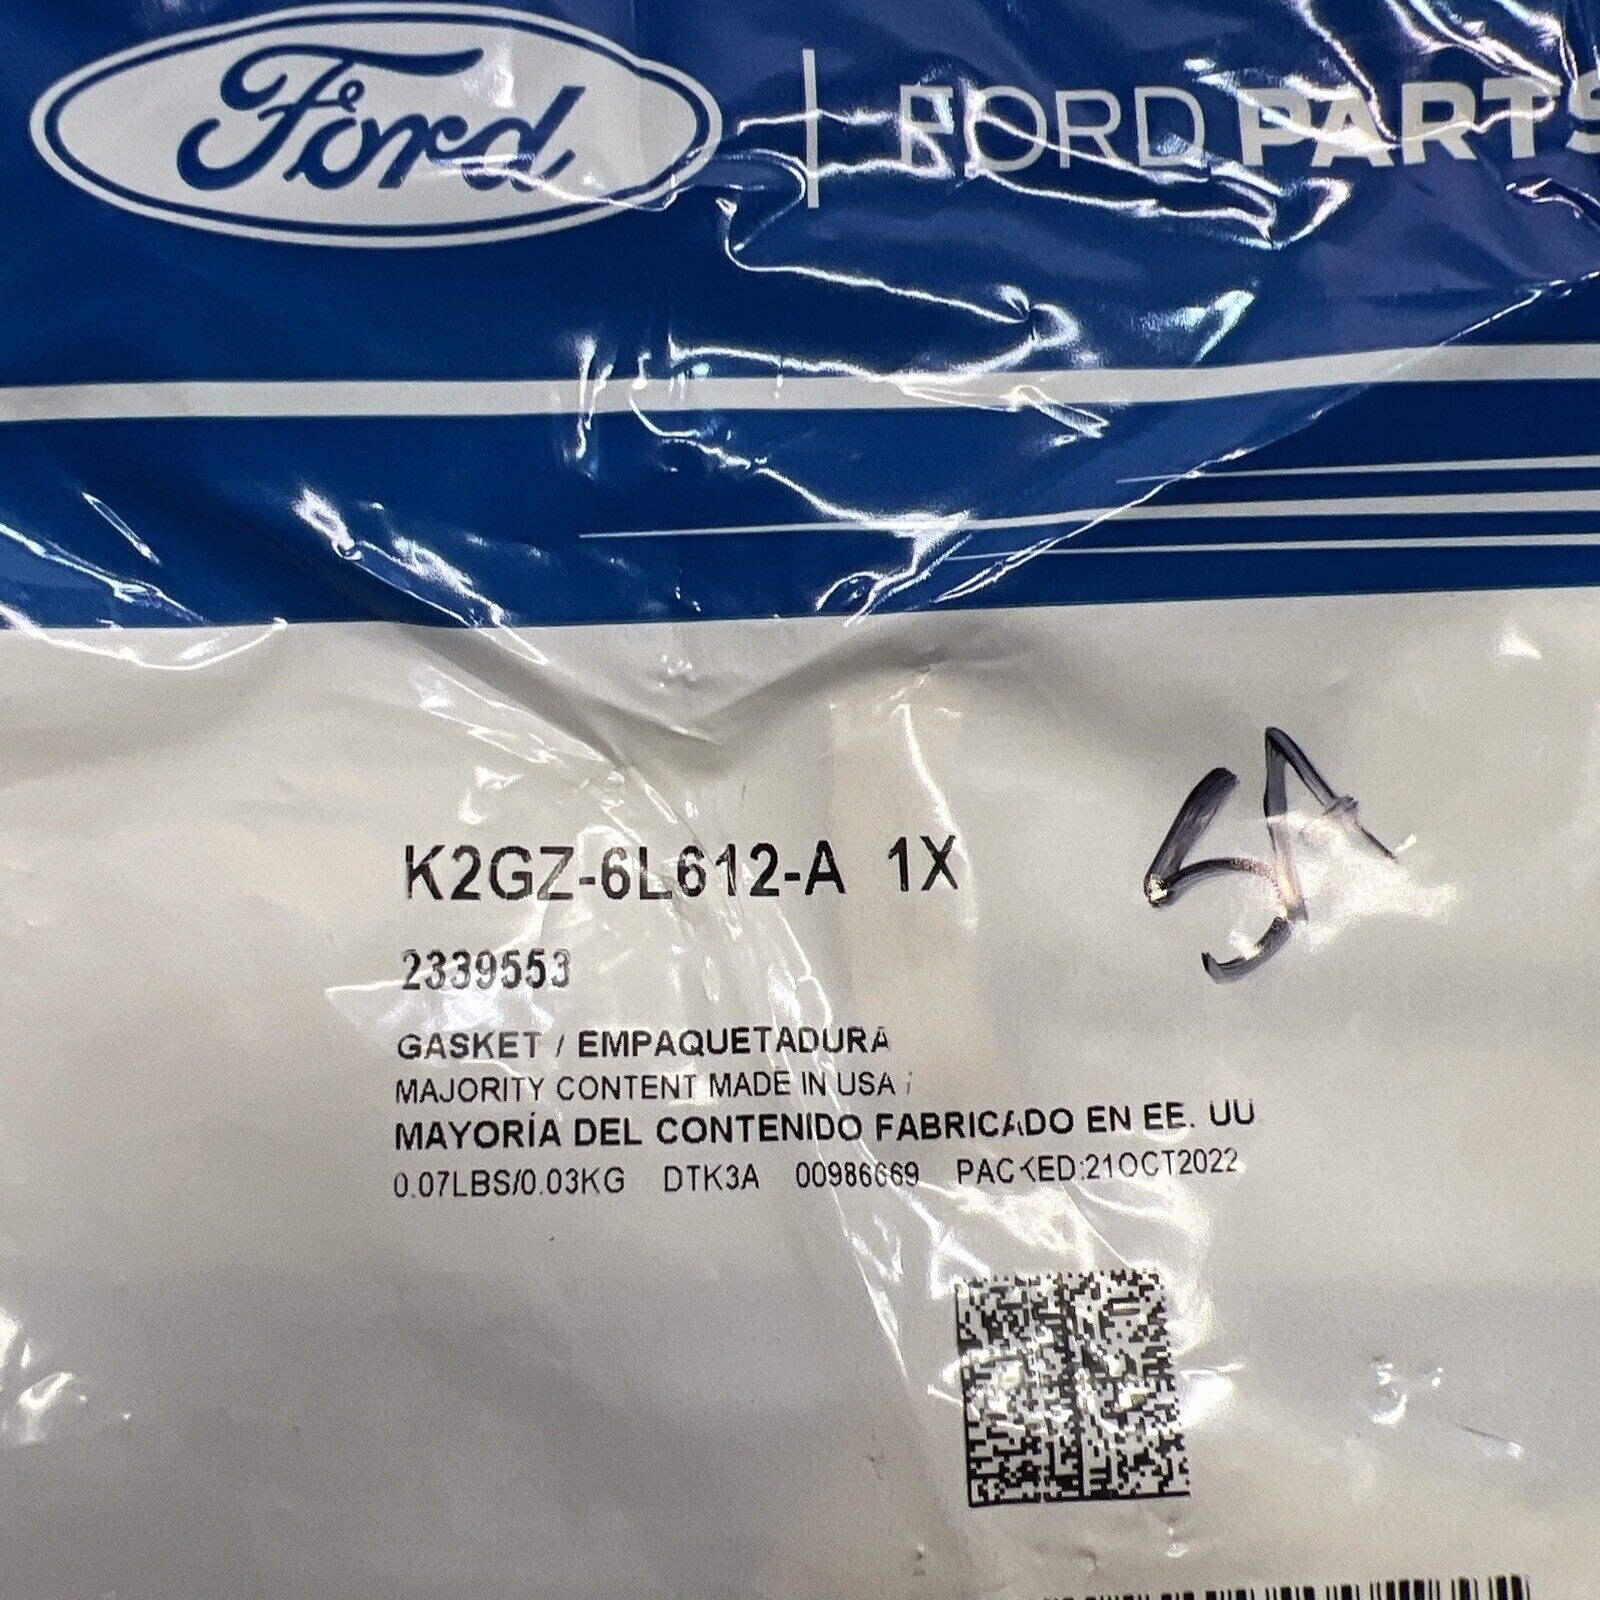 Ford | FORD PARTS
K2GZ-6L612-A 1X
2339553
GASKET / EMPAQUETADURA
MAJORITY CONTENT MADE IN USA /
MAYORÍA DEL CONTENIDO FABRICADO EN EE. UU.
0.07LBS/0.03KG DTK3A 00986669 PACKED:21OCT2022